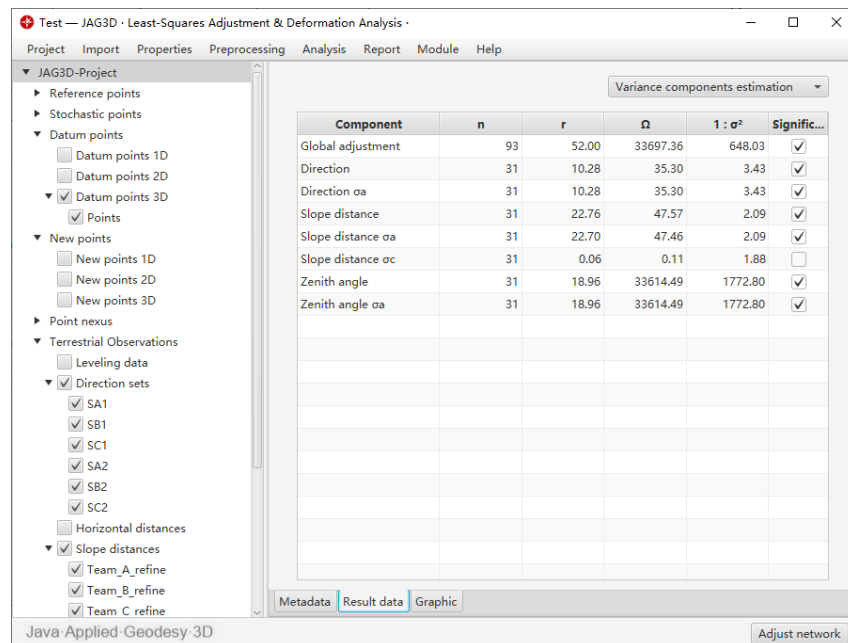 Test — JAG3D · Least-Squares Adjustment & Deformation Analysis ·
Project Import Properties Preprocessing Analysis Report Module Help
JAG3D-Project
Reference points
Stochastic points
Datum points
Datum points 1D
Datum points 2D
Datum points 3D
Points
New points
New points 1D
New points 2D
New points 3D
Point nexus
Terrestrial Observations
Leveling data
Direction sets
SA1
SB1
SC1
SA2
SB2
SC2
Horizontal distances
Slope distances
Team_A_refine
Team_B_refine
Team_C_refine
Variance components estimation
Component n r Ω 1 : σ² Signific...
Global adjustment 93 52.00 33697.36 648.03
Direction 31 10.28 35.30 3.43
Direction σa 31 10.28 35.30 3.43
Slope distance 31 22.76 47.57 2.09
Slope distance σa 31 22.70 47.46 2.09
Slope distance σc 31 0.06 0.11 1.88
Zenith angle 31 18.96 33614.49 1772.80
Zenith angle σa 31 18.96 33614.49 1772.80
Metadata Result data Graphic
Java·Applied·Geodesy·3D
Adjust network